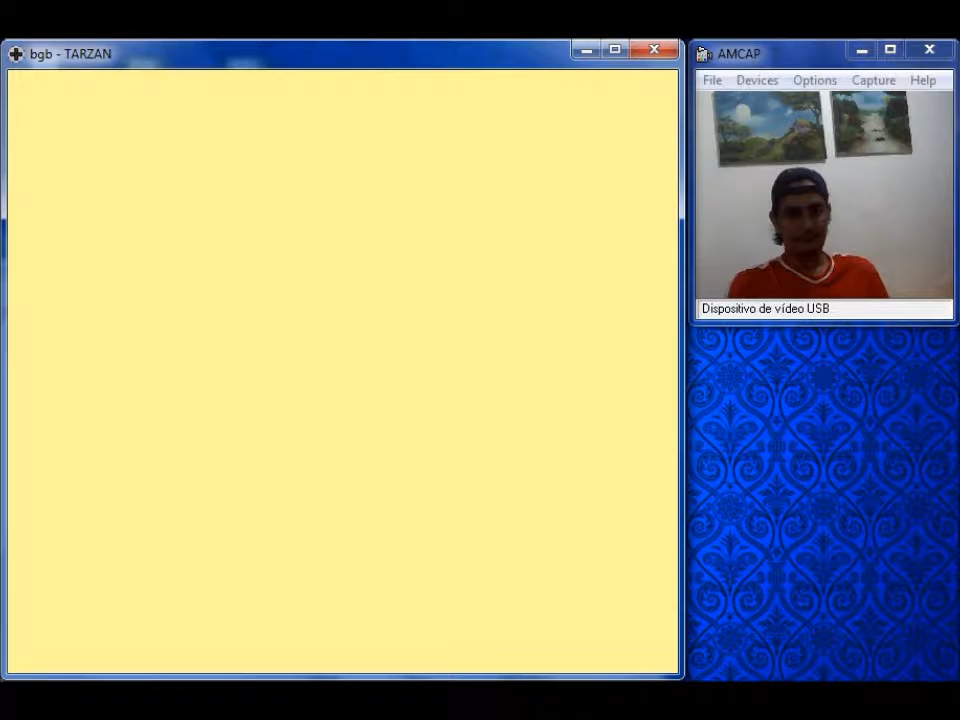 bgb - TARZAN
AMCAP
File Devices Options Capture Help
Dispositivo de vídeo USB